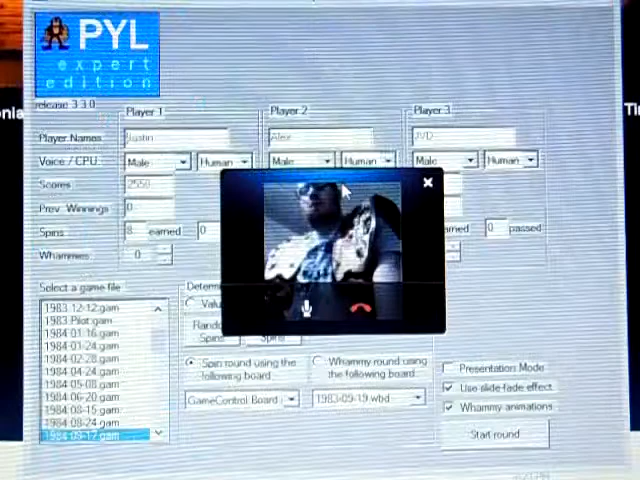 PYL
expert
edition
release 3.3.0
Player 1
Player 2
Player 3
Player Names
Justin
Alex
JVD
Voice / CPU
Male
Human
Male
Human
Male
Human
Scores
2550
Prev. Winnings
0
Spins
8 earned
0
0 passed
Whammies
0
Select a game file
1983 12-12.gam
1983 Pilot.gam
1984 01-16.gam
1984 01-24.gam
1984 02-28.gam
1984 04-24.gam
1984 05-08.gam
1984 06-20.gam
1984 08-15.gam
1984 08-24.gam
1984 09-17.gam
Spins
Spins
Spin round using the
following board
Whammy round using
the following board
GameControl Board
1983-09-19.wbd
Presentation Mode
Use slide-fade effect
Whammy animations
Start round